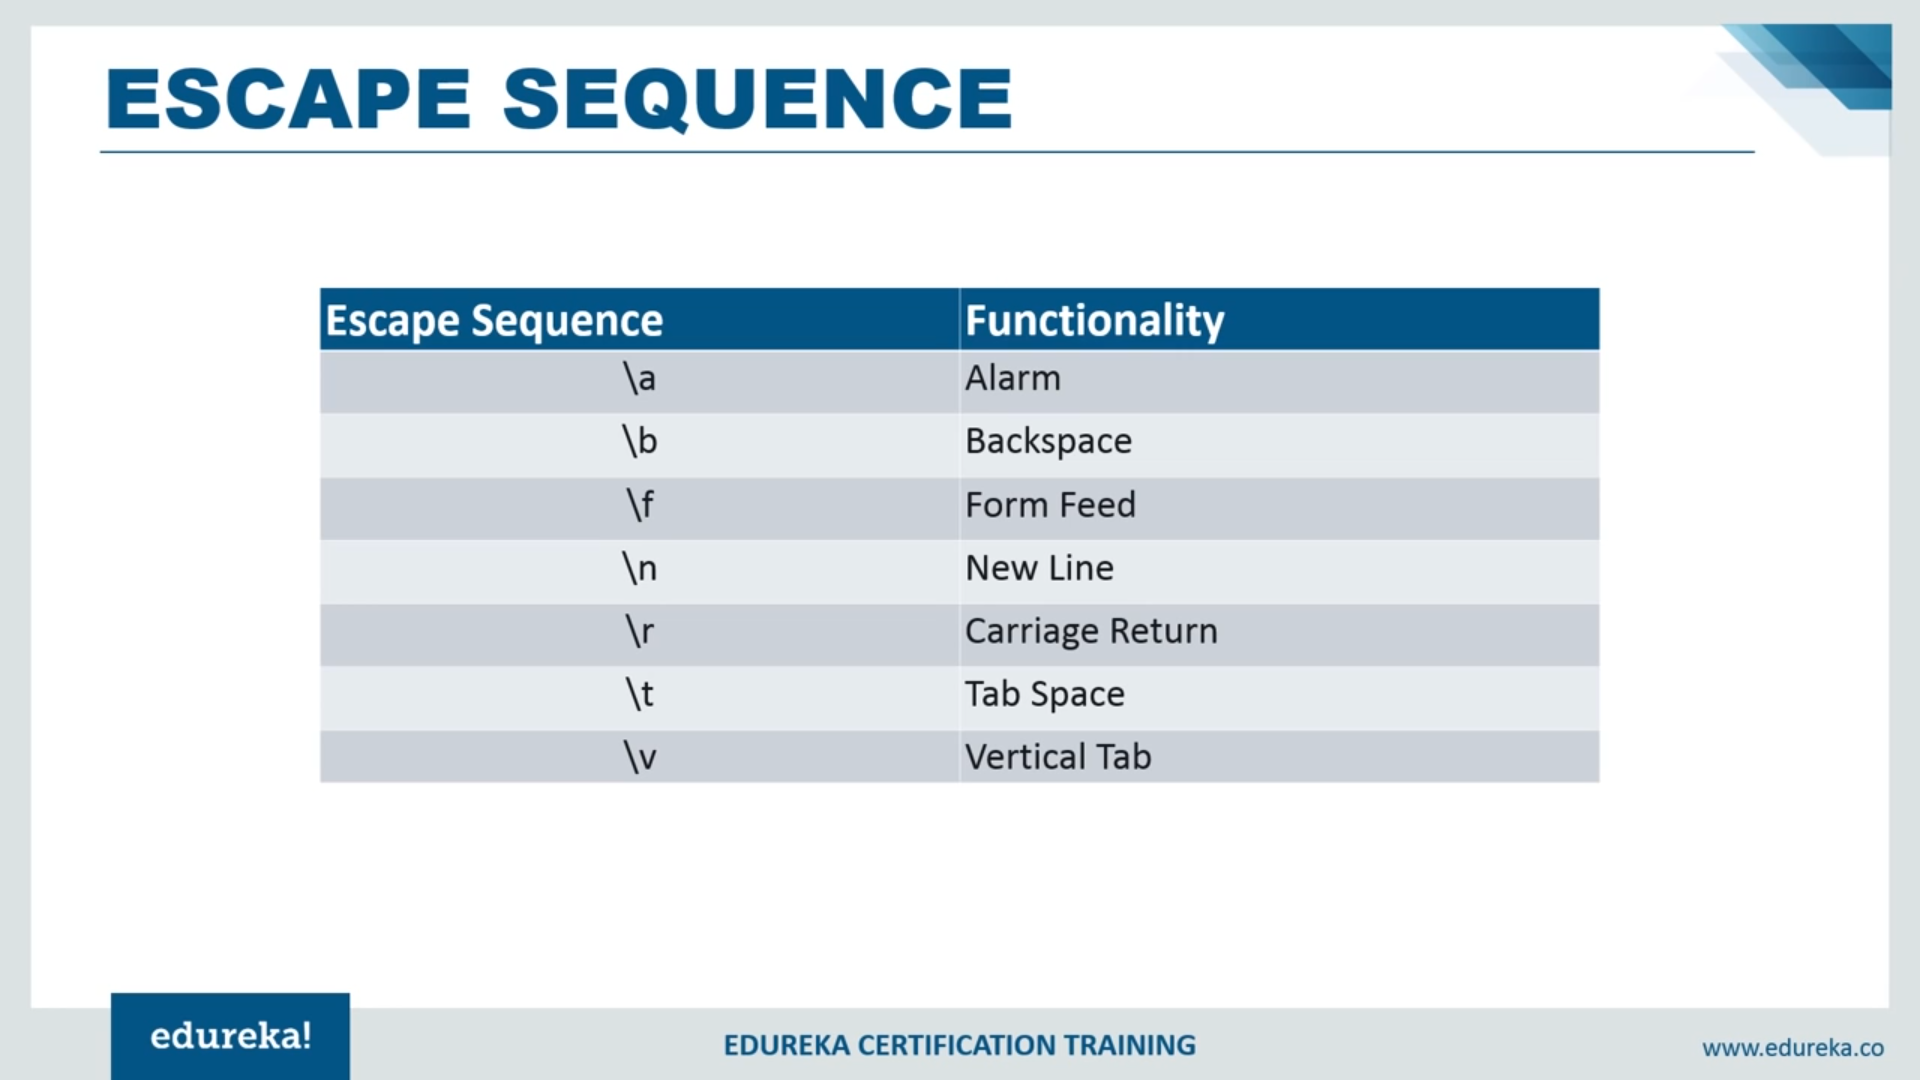 ESCAPE SEQUENCE
Escape Sequence Functionality
\a Alarm
\b Backspace
\f Form Feed
\n New Line
\r Carriage Return
\t Tab Space
\v Vertical Tab
edureka!
EDUREKA CERTIFICATION TRAINING
www.edureka.co